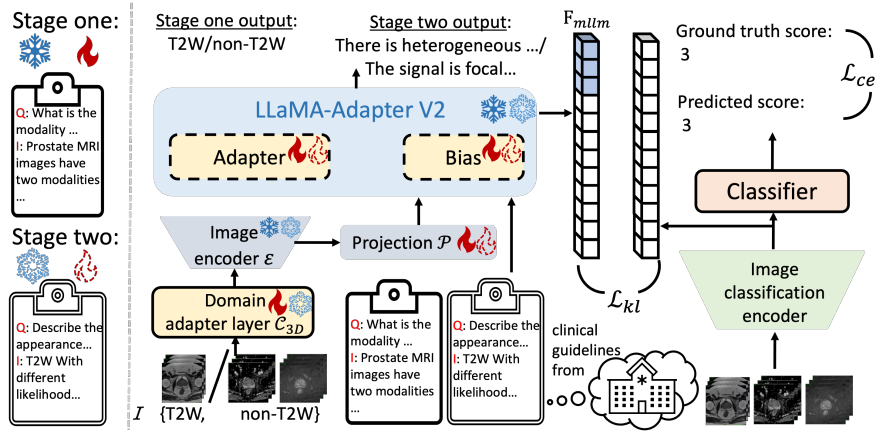 Stage one:
Q: What is the
modality ...
I: Prostate MRI
images have
two modalities
...
Stage two:
Q: Describe the
appearance...
I: T2W With
different
likelihood...
Stage one output:
T2W/non-T2W
Stage two output:
There is heterogeneous .../
The signal is focal...
LLaMA-Adapter V2
Adapter
Bias
Image
encoder ℰ
Projection 𝒫
Domain
adapter layer 𝒞3D
ℐ {T2W, non-T2W}
Q: What is the
modality ...
I: Prostate MRI
images have
two modalities
...
Q: Describe the
appearance...
I: T2W With
different
likelihood...
clinical
guidelines
from
Fmllm
ℒkl
Ground truth score:
3
Predicted score:
3
ℒce
Classifier
Image
classification
encoder